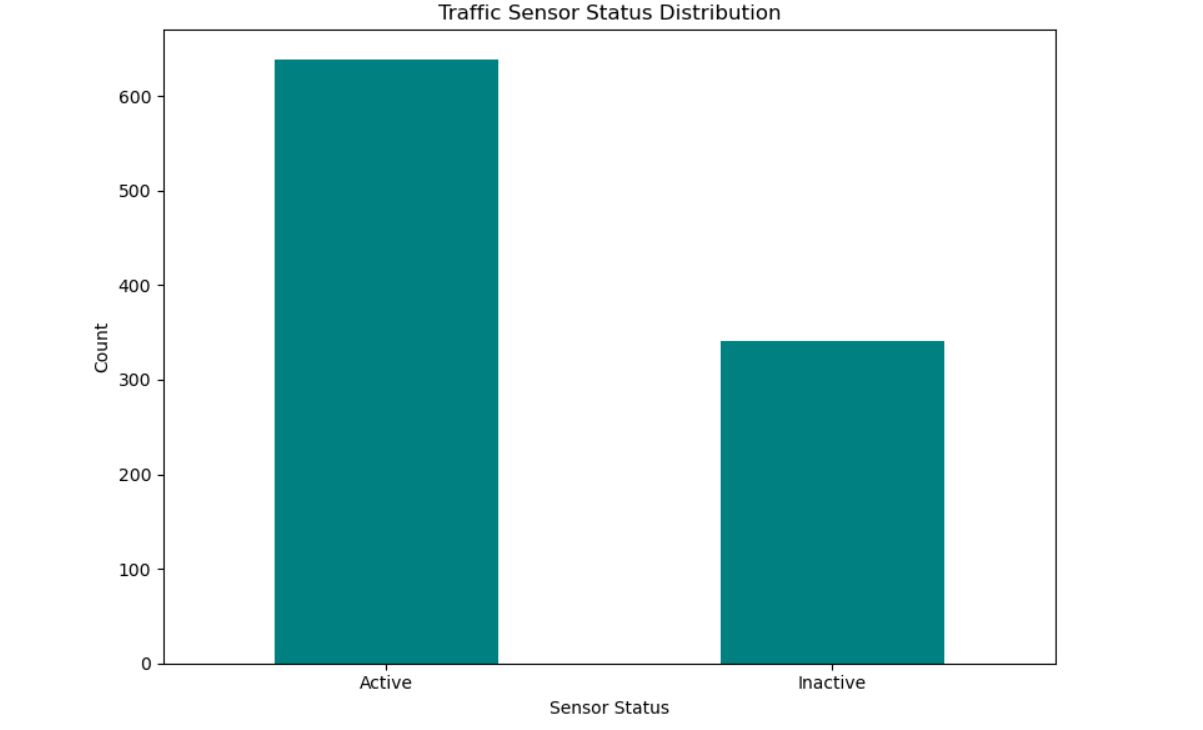 Traffic Sensor Status Distribution
600
500
400
300
200
100
0
Count
Active Inactive
Sensor Status